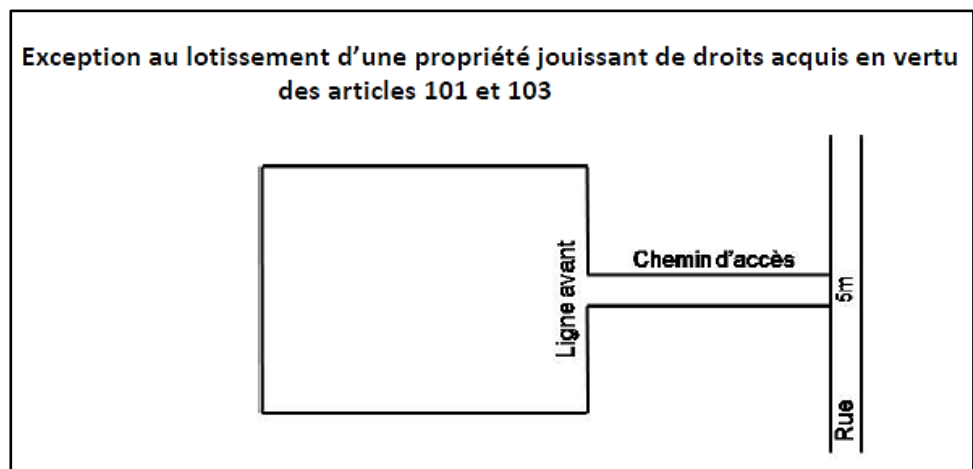 Exception au lotissement d'une propriété jouissant de droits acquis en vertu
des articles 101 et 103
Ligne avant
Chemin d'accès
5m
Rue